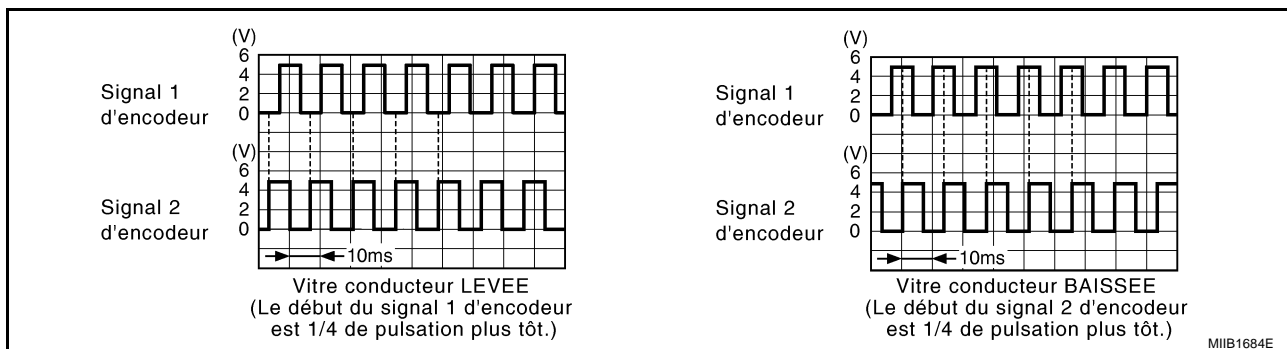 (V)
6
4
2
0
Signal 1
d'encodeur
(V)
6
4
2
0
Signal 2
d'encodeur
10ms
Vitre conducteur LEVEE
(Le début du signal 1 d'encodeur
est 1/4 de pulsation plus tôt.)
(V)
6
4
2
0
Signal 1
d'encodeur
(V)
6
4
2
0
Signal 2
d'encodeur
10ms
Vitre conducteur BAISSEE
(Le début du signal 2 d'encodeur
est 1/4 de pulsation plus tôt.)
MIIB1684E